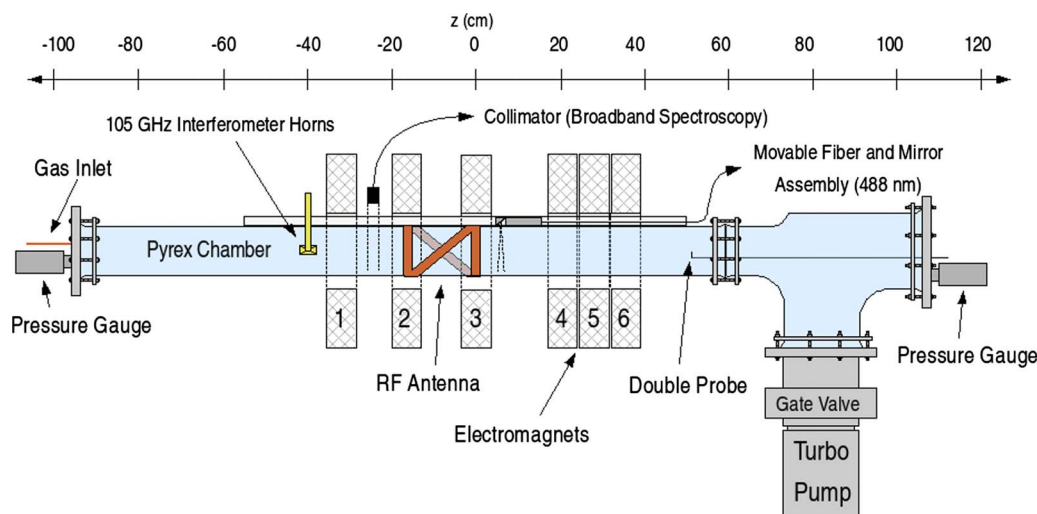 z (cm)
-100 -80 -60 -40 -20 0 20 40 60 80 100 120
105 GHz Interferometer Horns
Collimator (Broadband Spectroscopy)
Gas Inlet
Movable Fiber and Mirror
Assembly (488 nm)
Pyrex Chamber
Pressure Gauge
1 2 3 4 5 6
RF Antenna
Double Probe
Pressure Gauge
Electromagnets
Gate Valve
Turbo
Pump